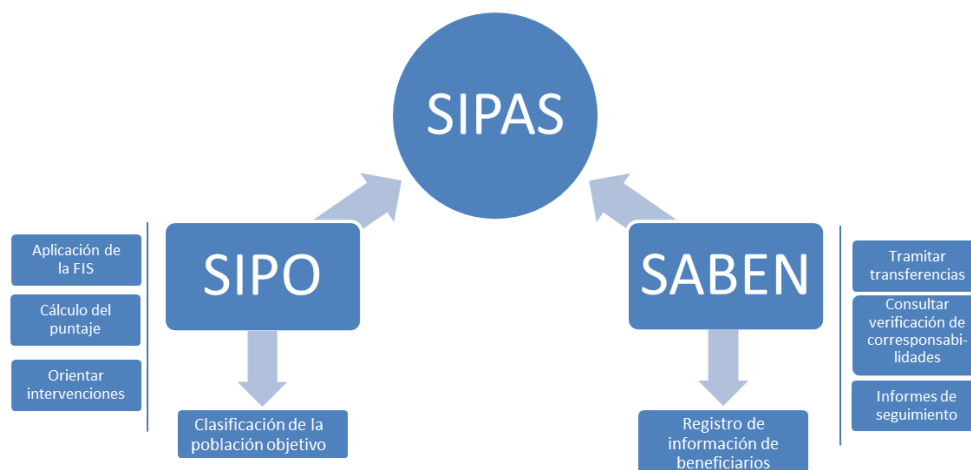 SIPAS
Aplicación de
la FIS
Cálculo del
puntaje
Orientar
intervenciones
SIPO
Clasificación de la
población objetivo
SABEN
Registro de
información de
beneficiarios
Tramitar
transferencias
Consultar
verificación de
corresponsabi-
lidades
Informes de
seguimiento